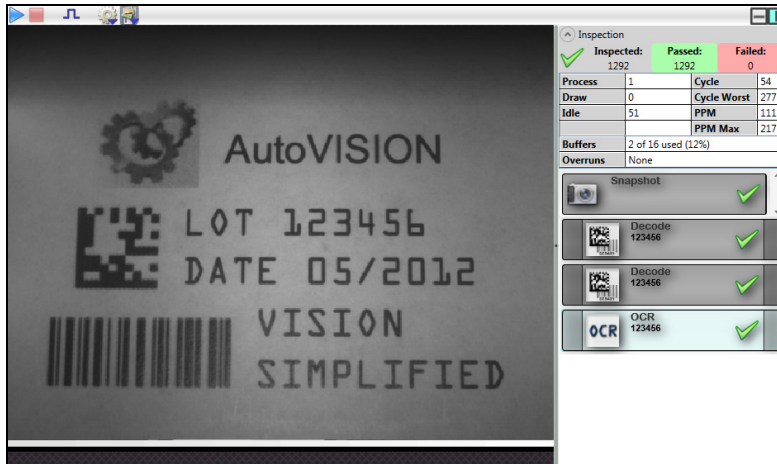 AutoVISION
LOT 123456
DATE 05/2012
VISION
SIMPLIFIED
Inspection
Inspected: Passed: Failed:
1292 1292 0
Process 1 Cycle 54
Draw 0 Cycle Worst 277
Idle 51 PPM 111
PPM Max 217
Buffers 2 of 16 used (12%)
Overruns None
Snapshot
Decode
123456
Decode
123456
OCR
OCR
123456